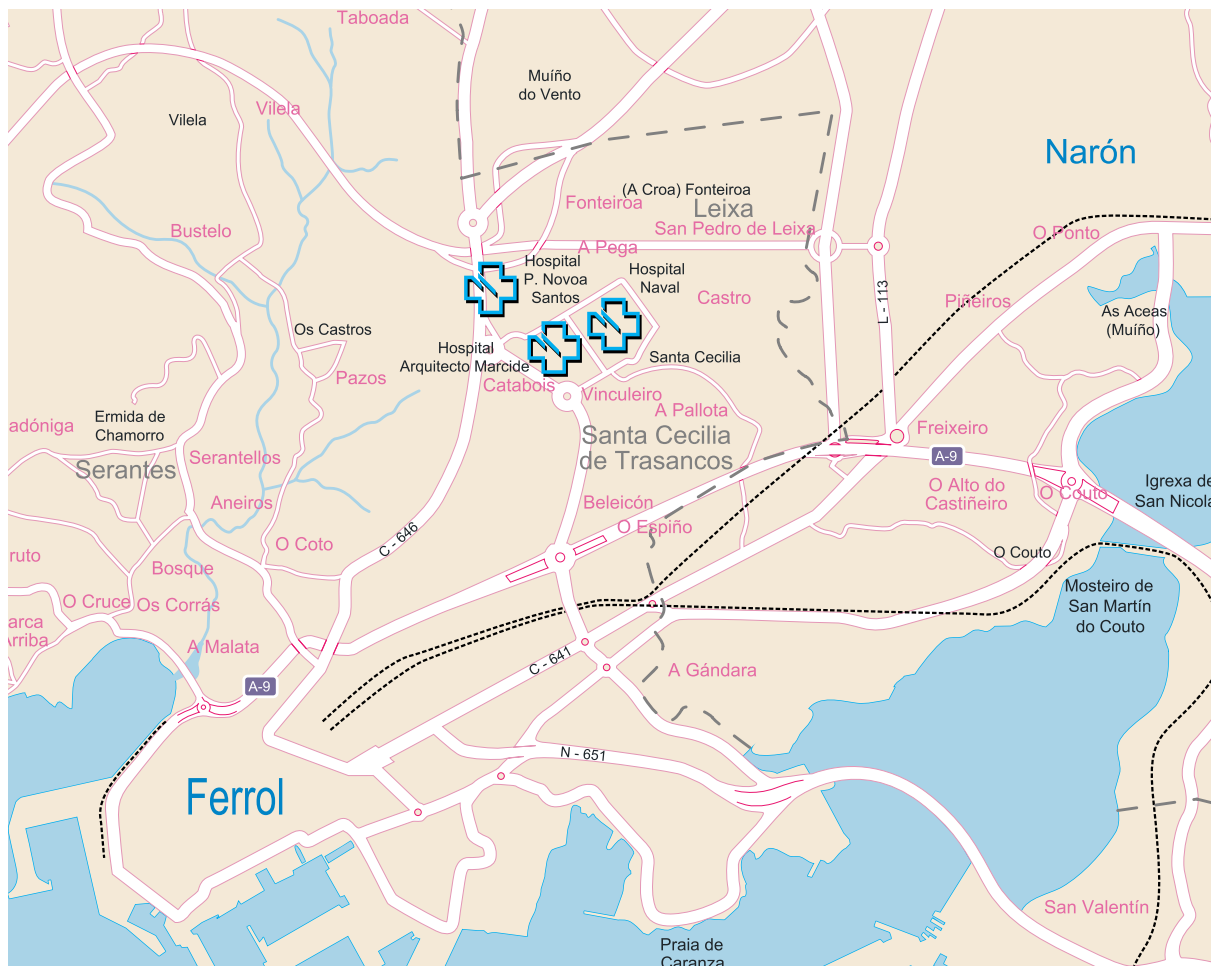 Taboada
Muíño
do Vento
Vilela
Vilela
Narón
(A Croa) Fonteiroa
Fonteiroa
Leixa
San Pedro de Leixa
Bustelo
O Ponto
A Pega
Hospital
P. Novoa
Santos
Hospital
Naval
Castro
L - 113
Piñeiros
As Aceas
(Muíño)
Os Castros
Hospital
Arquitecto Marcide
Santa Cecilia
Pazos
Catabois
Vinculeiro
A Pallota
Ermida de
Chamorro
adóniga
Freixeiro
Santa Cecilia
de Trasancos
Serantes
Serantellos
A-9
O Alto do
Castiñeiro
O Couto
Igrexa de
San Nicola
Aneiros
Beleicón
O Espiño
C - 646
O Coto
O Couto
ruto
Bosque
Mosteiro de
San Martín
do Couto
O Cruce
Os Corrás
arca
Arriba
A Malata
C - 641
A Gándara
A-9
N - 651
Ferrol
San Valentín
Praia de
Caranza